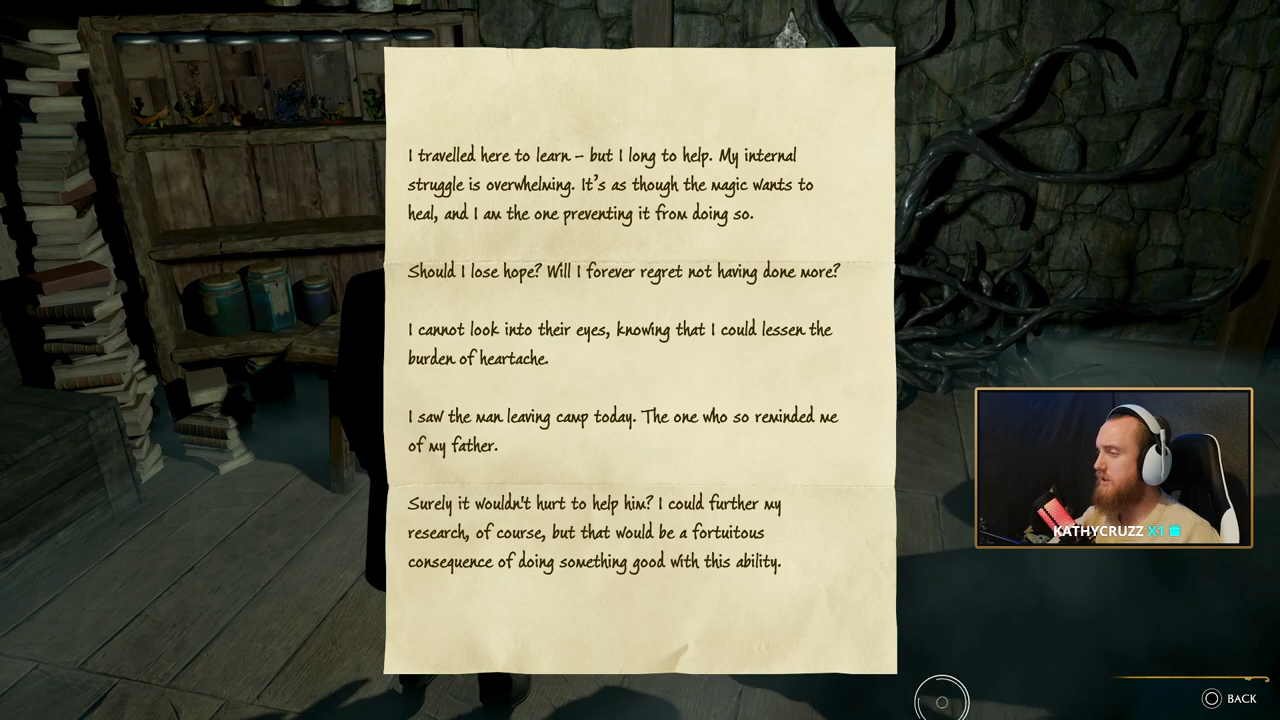 I travelled here to learn – but I long to help. My internal
struggle is overwhelming. It's as though the magic wants to
heal, and I am the one preventing it from doing so.
Should I lose hope? Will I forever regret not having done more?
I cannot look into their eyes, knowing that I could lessen the
burden of heartache.
I saw the man leaving camp today. The one who so reminded me
of my father.
Surely it wouldn't hurt to help him? I could further my
research, of course, but that would be a fortuitous
consequence of doing something good with this ability.
KATHYCRUZZ X1
BACK